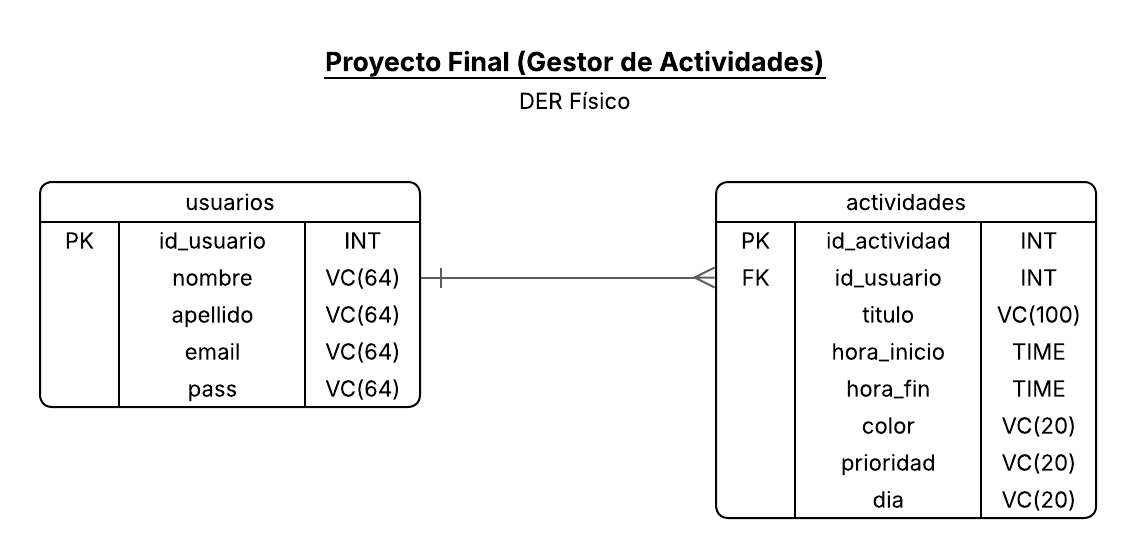 Proyecto Final (Gestor de Actividades)
DER Físico
usuarios
PK id_usuario INT
nombre VC(64)
apellido VC(64)
email VC(64)
pass VC(64)
actividades
PK id_actividad INT
FK id_usuario INT
titulo VC(100)
hora_inicio TIME
hora_fin TIME
color VC(20)
prioridad VC(20)
dia VC(20)